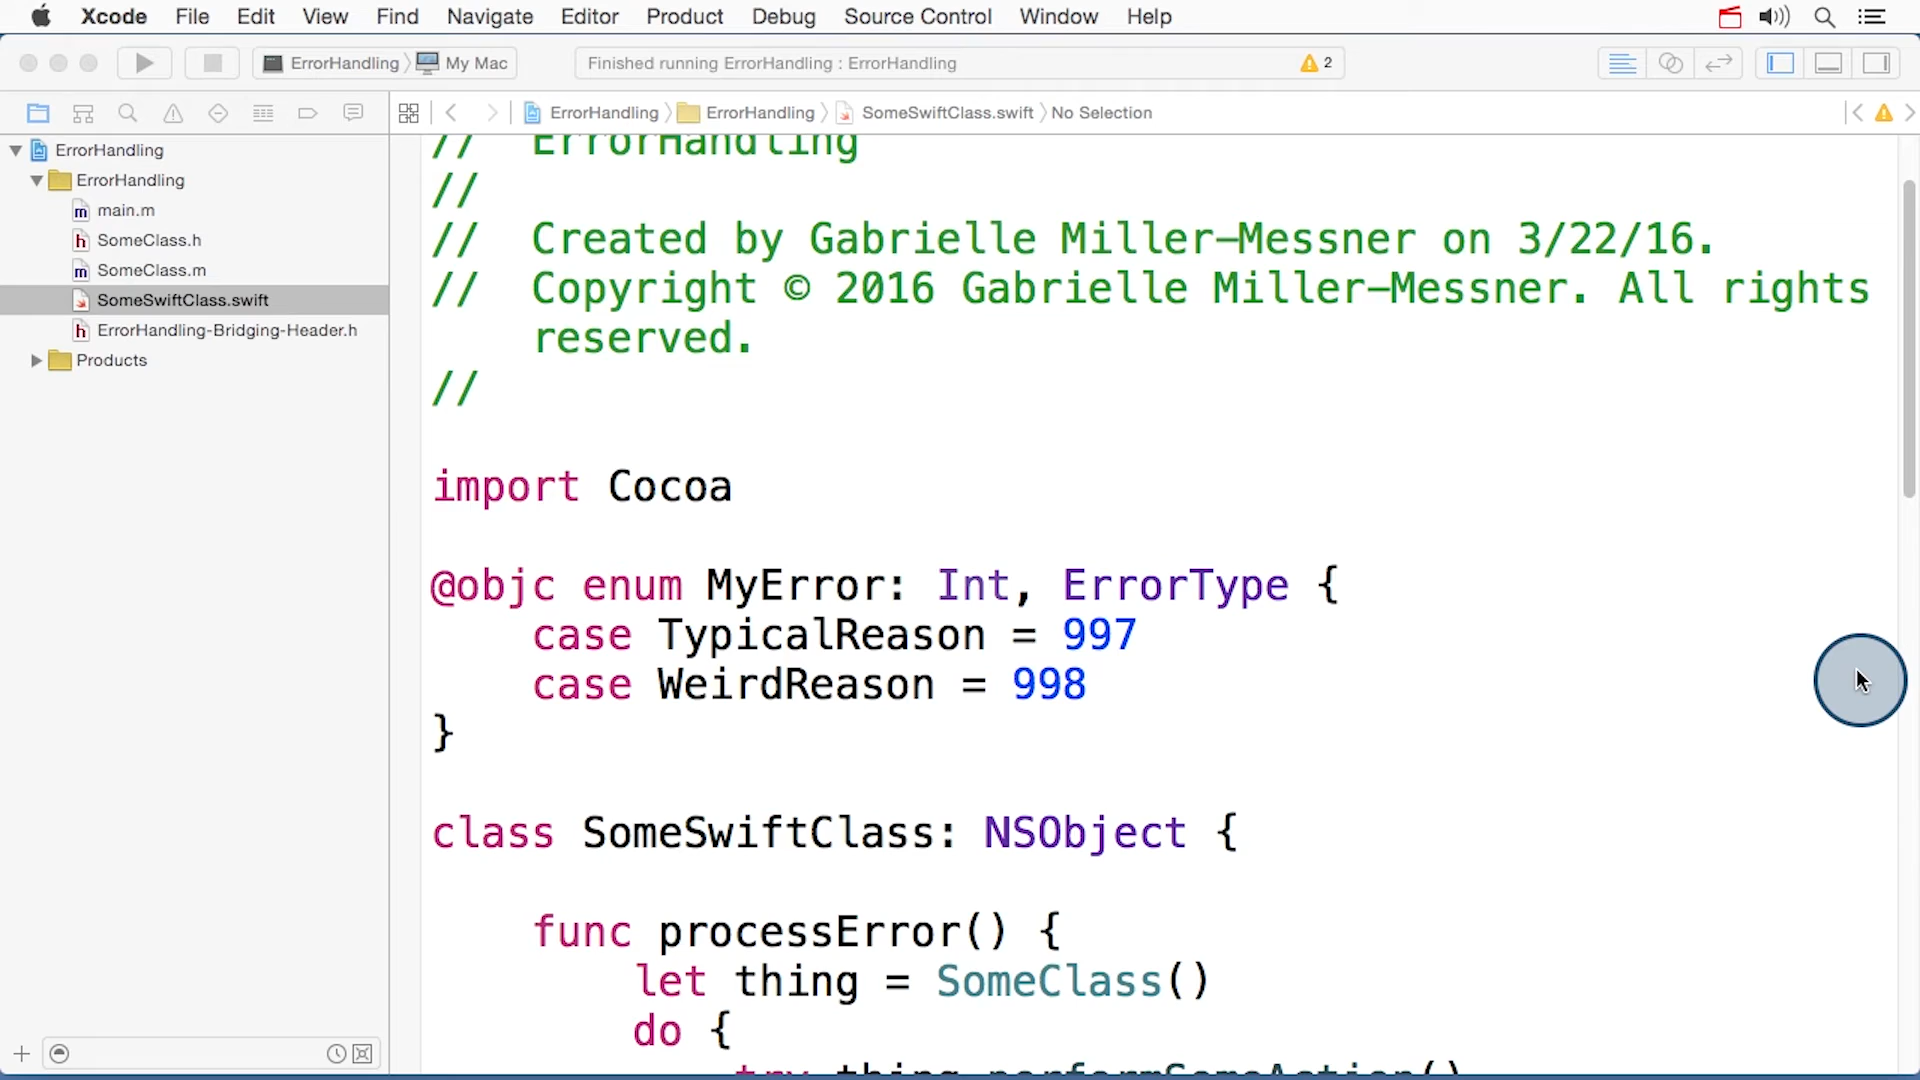 Xcode File Edit View Find Navigate Editor Product Debug Source Control Window Help
ErrorHandling My Mac Finished running ErrorHandling : ErrorHandling 2
ErrorHandling ErrorHandling SomeSwiftClass.swift No Selection
ErrorHandling
ErrorHandling
main.m
SomeClass.h
SomeClass.m
SomeSwiftClass.swift
ErrorHandling-Bridging-Header.h
Products
// ErrorHandling
//
// Created by Gabrielle Miller-Messner on 3/22/16.
// Copyright © 2016 Gabrielle Miller-Messner. All rights
reserved.
//
import Cocoa
@objc enum MyError: Int, ErrorType {
case TypicalReason = 997
case WeirdReason = 998
}
class SomeSwiftClass: NSObject {
func processError() {
let thing = SomeClass()
do {
try thing.performSomeAction()